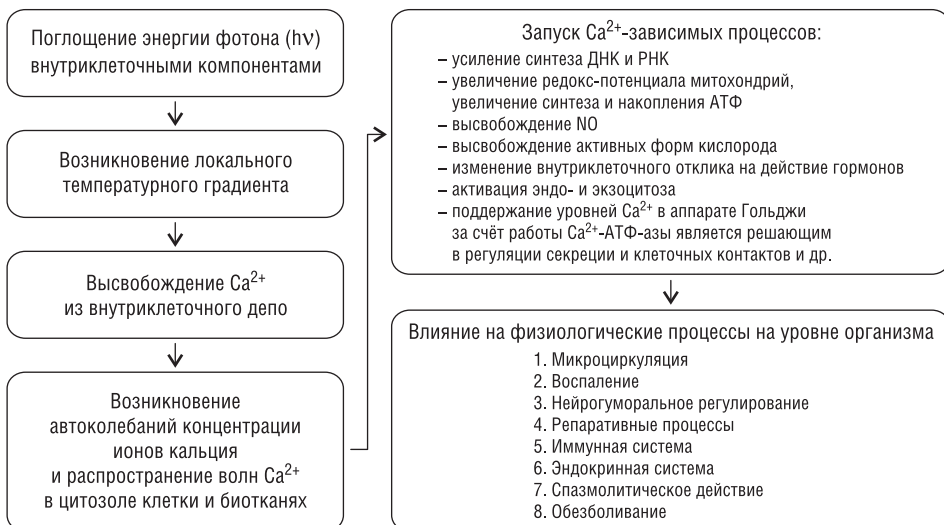 Поглощение энергии фотона (hν)
внутриклеточными компонентами
Возникновение локального
температурного градиента
Высвобождение Ca²⁺
из внутриклеточного депо
Возникновение
автоколебаний концентрации
ионов кальция
и распространение волн Ca²⁺
в цитозоле клетки и биотканях
Запуск Ca²⁺-зависимых процессов:
– усиление синтеза ДНК и РНК
– увеличение редокс-потенциала митохондрий,
увеличение синтеза и накопления АТФ
– высвобождение NO
– высвобождение активных форм кислорода
– изменение внутриклеточного отклика на действие гормонов
– активация эндо- и экзоцитоза
– поддержание уровней Ca²⁺ в аппарате Гольджи
за счёт работы Ca²⁺-АТФ-азы является решающим
в регуляции секреции и клеточных контактов и др.
Влияние на физиологические процессы на уровне организма
1. Микроциркуляция
2. Воспаление
3. Нейрогуморальное регулирование
4. Репаративные процессы
5. Иммунная система
6. Эндокринная система
7. Спазмолитическое действие
8. Обезболивание